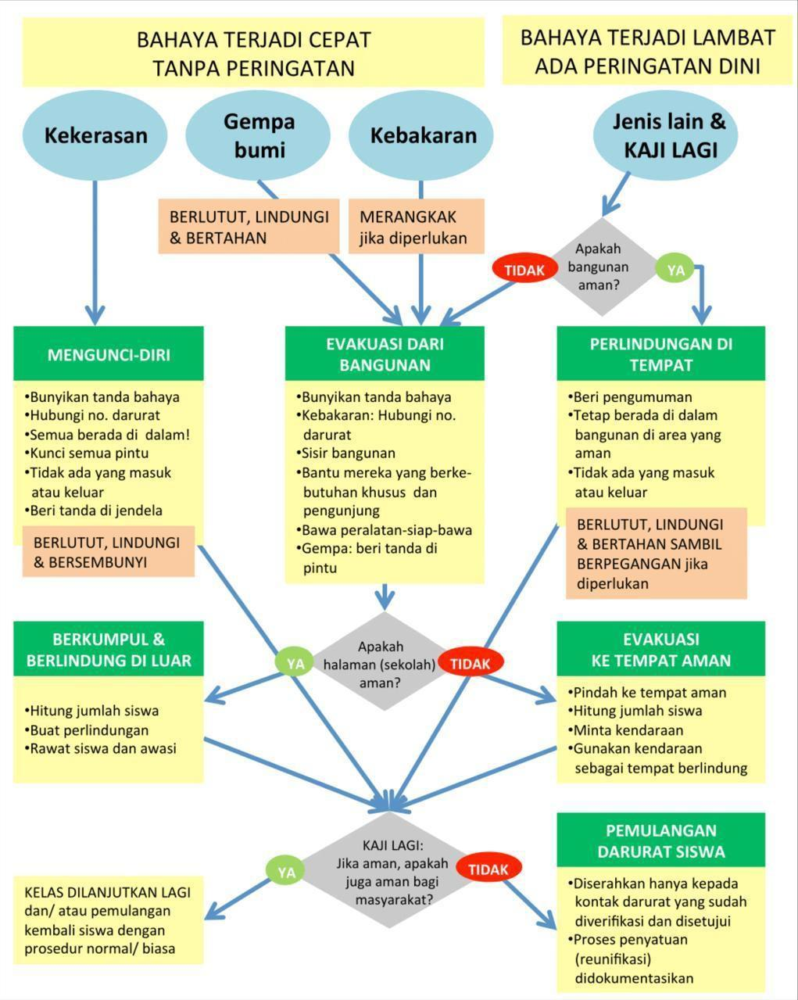 BAHAYA TERJADI CEPAT
TANPA PERINGATAN
BAHAYA TERJADI LAMBAT
ADA PERINGATAN DINI
Kekerasan
Gempa
bumi
Kebakaran
Jenis lain &
KAJI LAGI
BERLUTUT, LINDUNGI
& BERTAHAN
MERANGKAK
jika diperlukan
Apakah
bangunan
aman?
TIDAK
YA
MENGUNCI-DIRI
•Bunyikan tanda bahaya
•Hubungi no. darurat
•Semua berada di dalam!
•Kunci semua pintu
•Tidak ada yang masuk
atau keluar
•Beri tanda di jendela
BERLUTUT, LINDUNGI
& BERSEMBUNYI
EVAKUASI DARI
BANGUNAN
•Bunyikan tanda bahaya
•Kebakaran: Hubungi no.
darurat
•Sisir bangunan
•Bantu mereka yang berke-
butuhan khusus dan
pengunjung
•Bawa peralatan-siap-bawa
•Gempa: beri tanda di
pintu
PERLINDUNGAN DI
TEMPAT
•Beri pengumuman
•Tetap berada di dalam
bangunan di area yang
aman
•Tidak ada yang masuk
atau keluar
BERLUTUT, LINDUNGI
& BERTAHAN SAMBIL
BERPEGANGAN jika
diperlukan
BERKUMPUL &
BERLINDUNG DI LUAR
•Hitung jumlah siswa
•Buat perlindungan
•Rawat siswa dan awasi
YA
Apakah
halaman (sekolah)
aman?
TIDAK
EVAKUASI
KE TEMPAT AMAN
•Pindah ke tempat aman
•Hitung jumlah siswa
•Minta kendaraan
•Gunakan kendaraan
sebagai tempat berlindung
KAJI LAGI:
Jika aman, apakah
juga aman bagi
masyarakat?
YA
TIDAK
KELAS DILANJUTKAN LAGI
dan/ atau pemulangan
kembali siswa dengan
prosedur normal/ biasa
PEMULANGAN
DARURAT SISWA
•Diserahkan hanya kepada
kontak darurat yang sudah
diverifikasi dan disetujui
•Proses penyatuan
(reunifikasi)
didokumentasikan